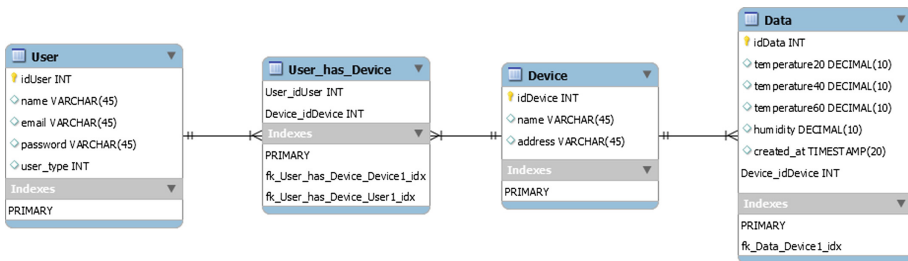 User
idUser INT
name VARCHAR(45)
email VARCHAR(45)
password VARCHAR(45)
user_type INT
Indexes
PRIMARY
User_has_Device
User_idUser INT
Device_idDevice INT
Indexes
PRIMARY
fk_User_has_Device_Device1_idx
fk_User_has_Device_User1_idx
Device
idDevice INT
name VARCHAR(45)
address VARCHAR(45)
Indexes
PRIMARY
Data
idData INT
temperature20 DECIMAL(10)
temperature40 DECIMAL(10)
temperature60 DECIMAL(10)
humidity DECIMAL(10)
created_at TIMESTAMP(20)
Device_idDevice INT
Indexes
PRIMARY
fk_Data_Device1_idx